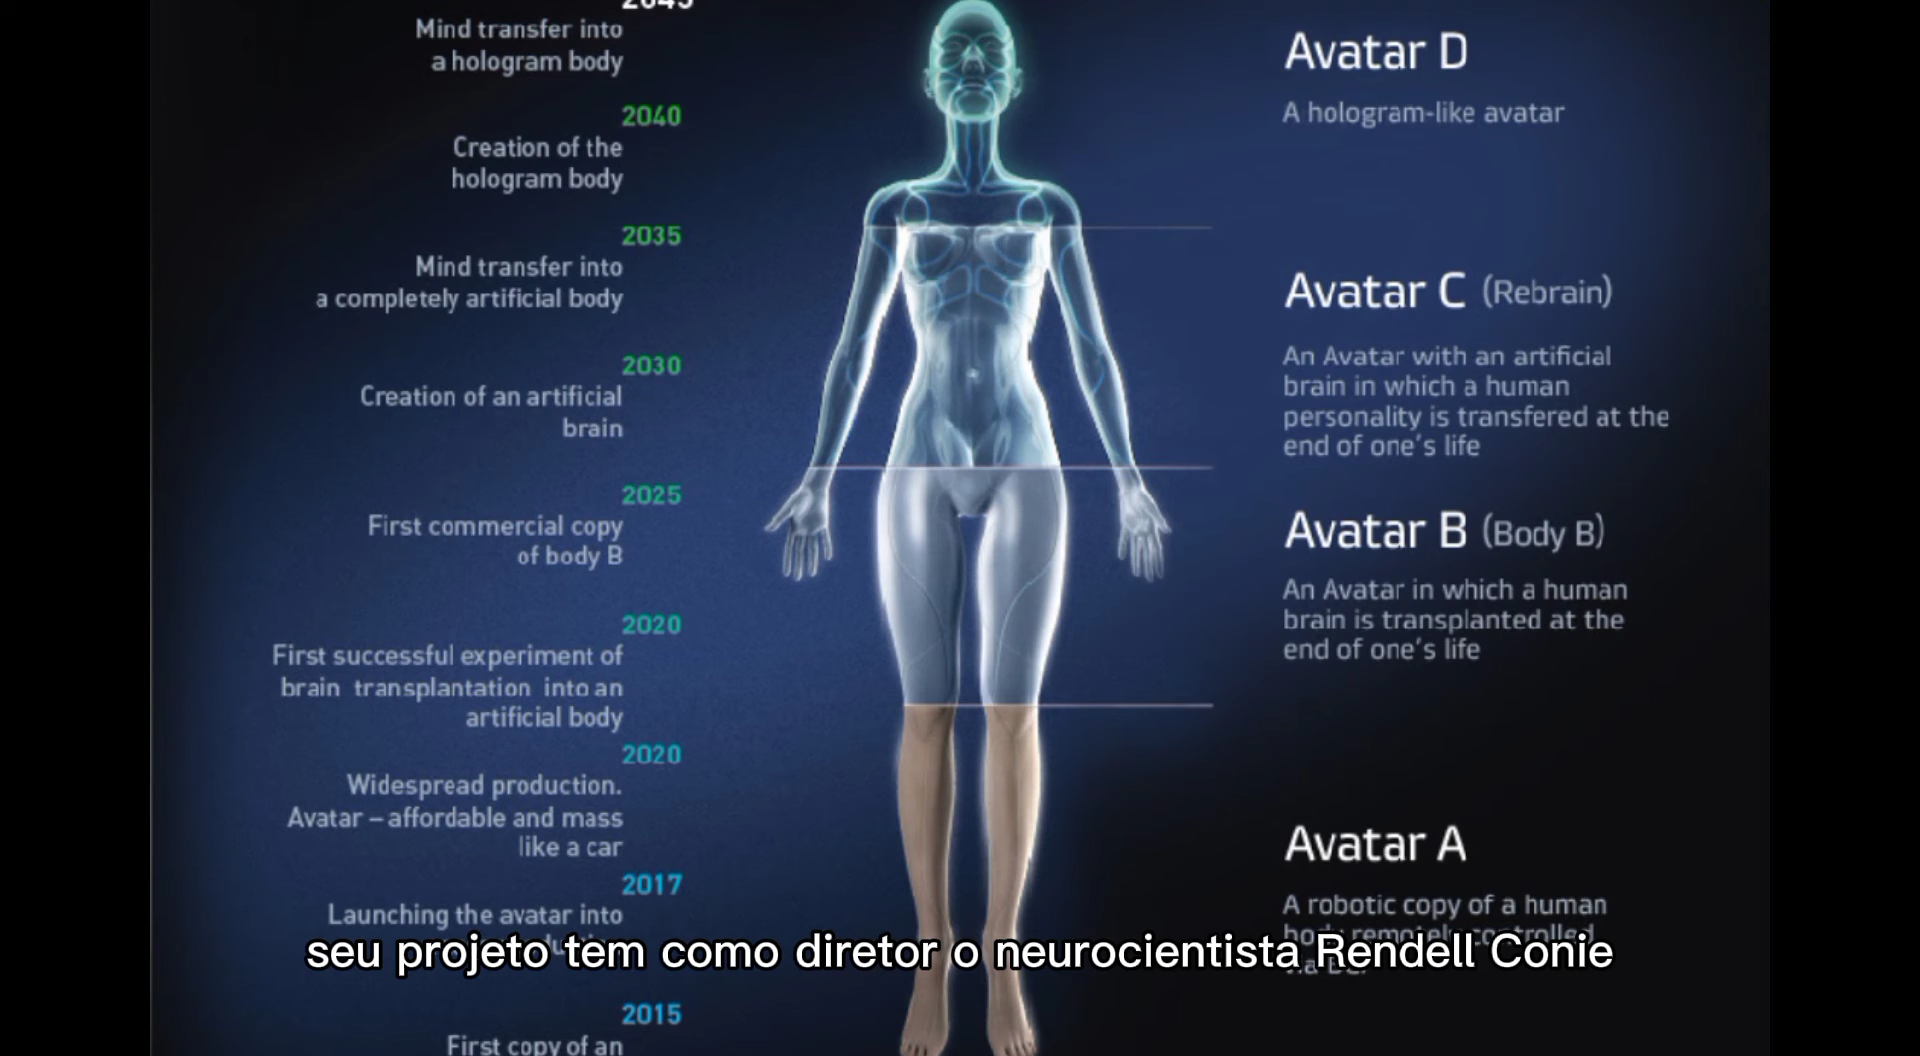 2045
Mind transfer into
a hologram body
2040
Creation of the
hologram body
2035
Mind transfer into
a completely artificial body
2030
Creation of an artificial
brain
2025
First commercial copy
of body B
2020
First successful experiment of
brain transplantation into an
artificial body
2020
Widespread production.
Avatar – affordable and mass
like a car
2017
Launching the avatar into
2015
First copy of an
Avatar D
A hologram-like avatar
Avatar C (Rebrain)
An Avatar with an artificial
brain in which a human
personality is transfered at the
end of one's life
Avatar B (Body B)
An Avatar in which a human
brain is transplanted at the
end of one's life
Avatar A
A robotic copy of a human
body remotely controlled
seu projeto tem como diretor o neurocientista Rendell Conie